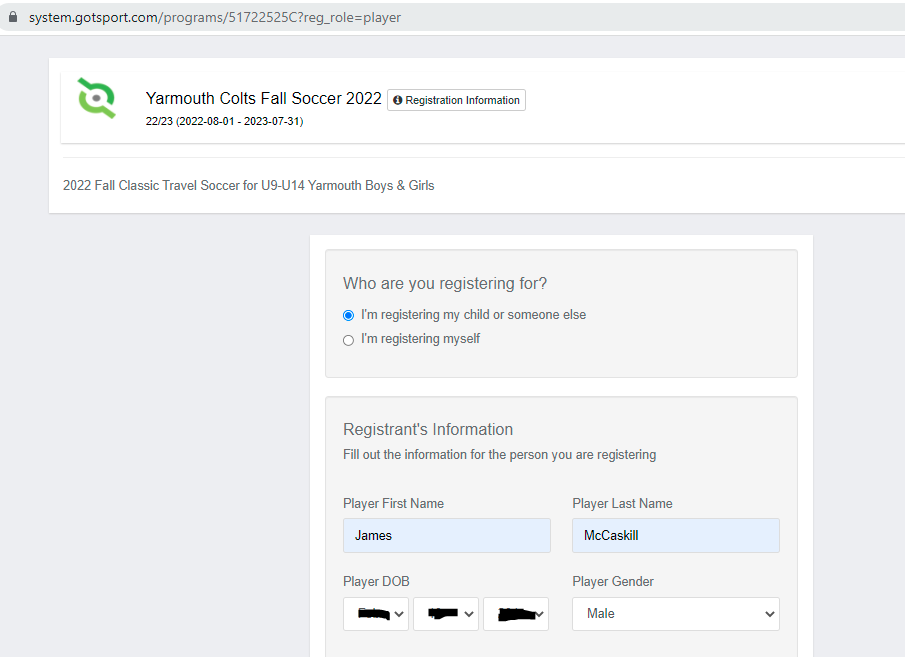 system.gotsport.com/programs/51722525C?reg_role=player
Yarmouth Colts Fall Soccer 2022 Registration Information
22/23 (2022-08-01 - 2023-07-31)
2022 Fall Classic Travel Soccer for U9-U14 Yarmouth Boys & Girls
Who are you registering for?
I'm registering my child or someone else
I'm registering myself
Registrant's Information
Fill out the information for the person you are registering
Player First Name Player Last Name
James McCaskill
Player DOB Player Gender
Male